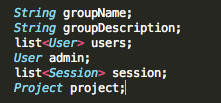 String groupName;
String groupDescription;
list<User> users;
User admin;
list<Session> session;
Project project;